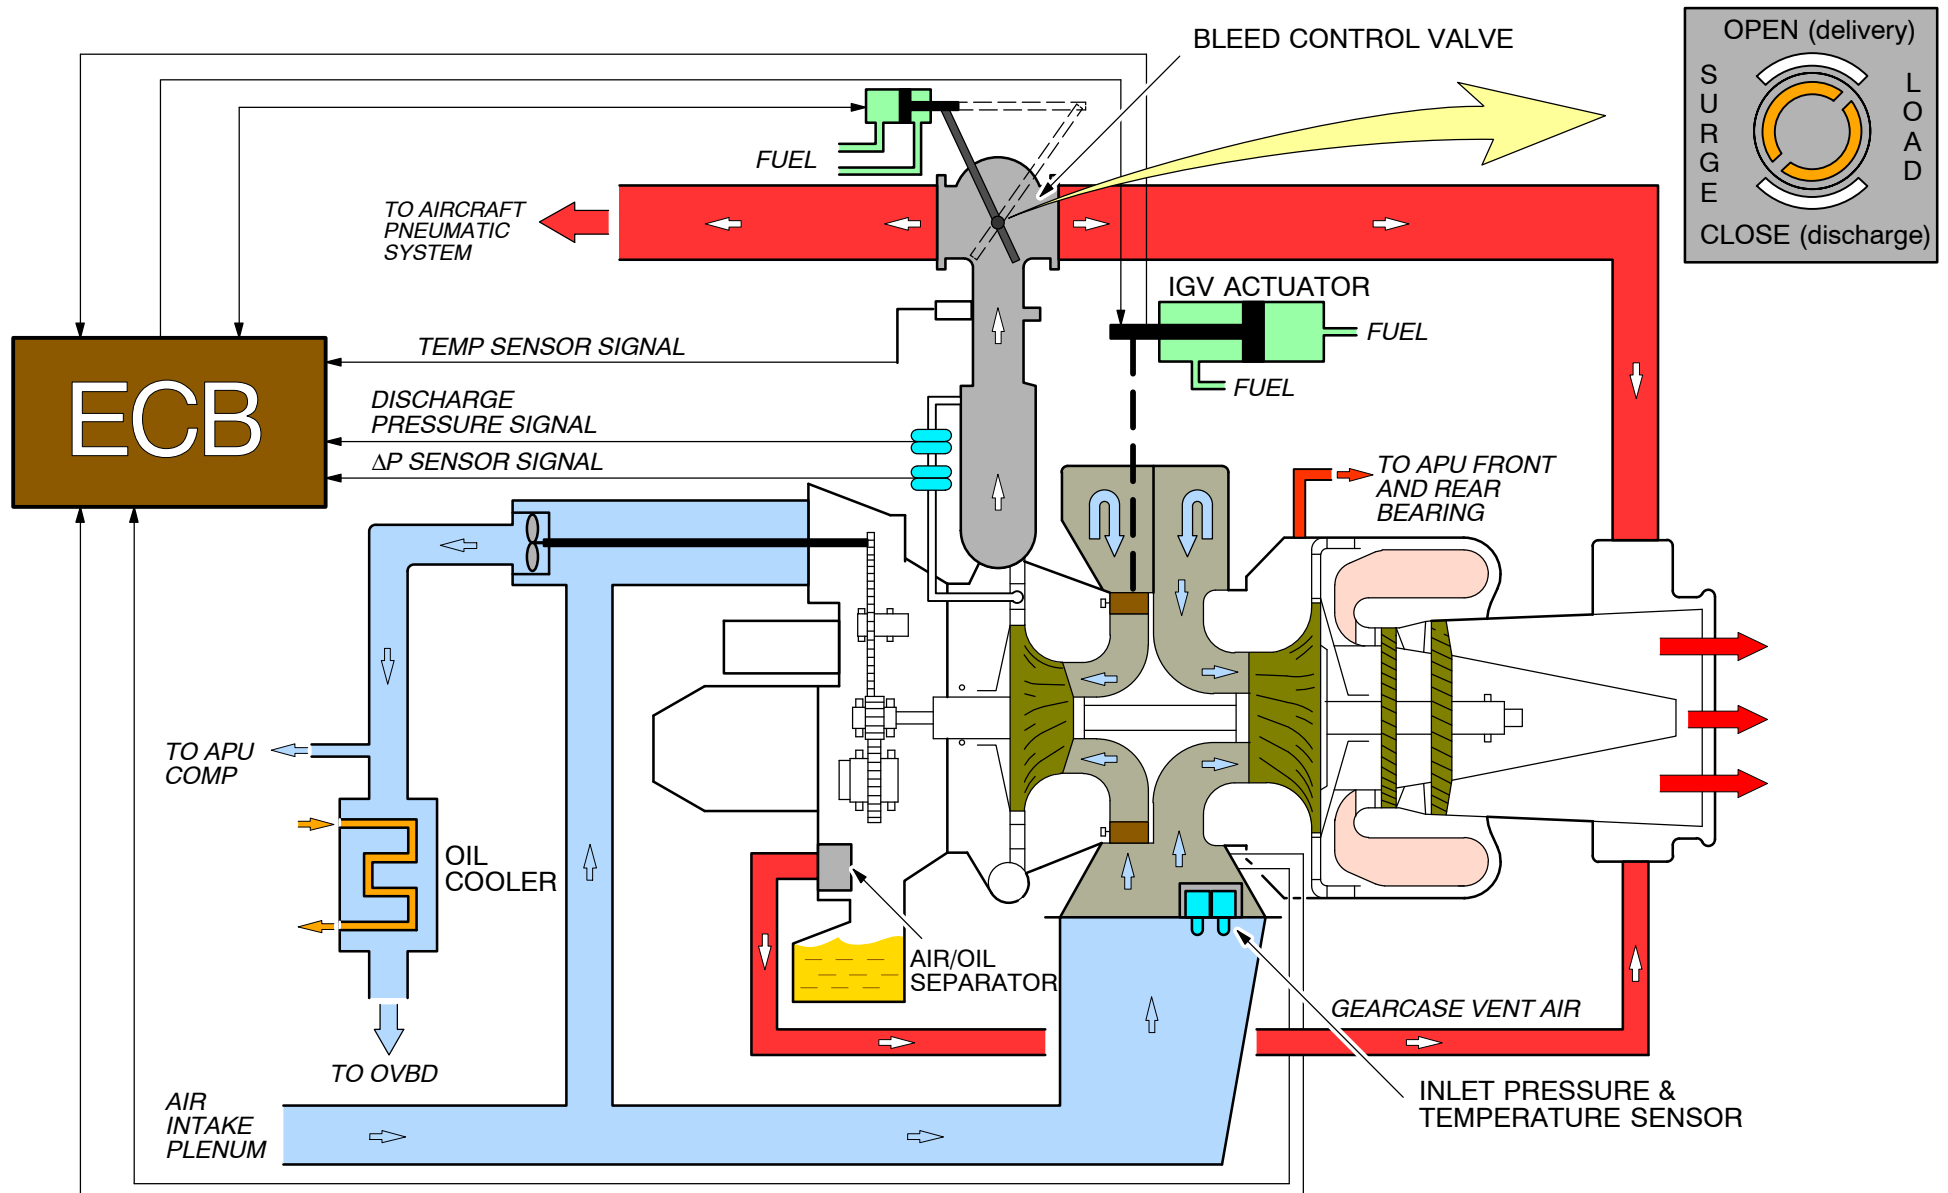 BLEED CONTROL VALVE
OPEN (delivery)
SURGE
LOAD
CLOSE (discharge)
FUEL
TO AIRCRAFT
PNEUMATIC
SYSTEM
IGV ACTUATOR
FUEL
FUEL
ECB
TEMP SENSOR SIGNAL
DISCHARGE
PRESSURE SIGNAL
ΔP SENSOR SIGNAL
TO APU FRONT
AND REAR
BEARING
TO APU
COMP
OIL
COOLER
AIR/OIL
SEPARATOR
GEARCASE VENT AIR
TO OVBD
AIR
INTAKE
PLENUM
INLET PRESSURE &
TEMPERATURE SENSOR